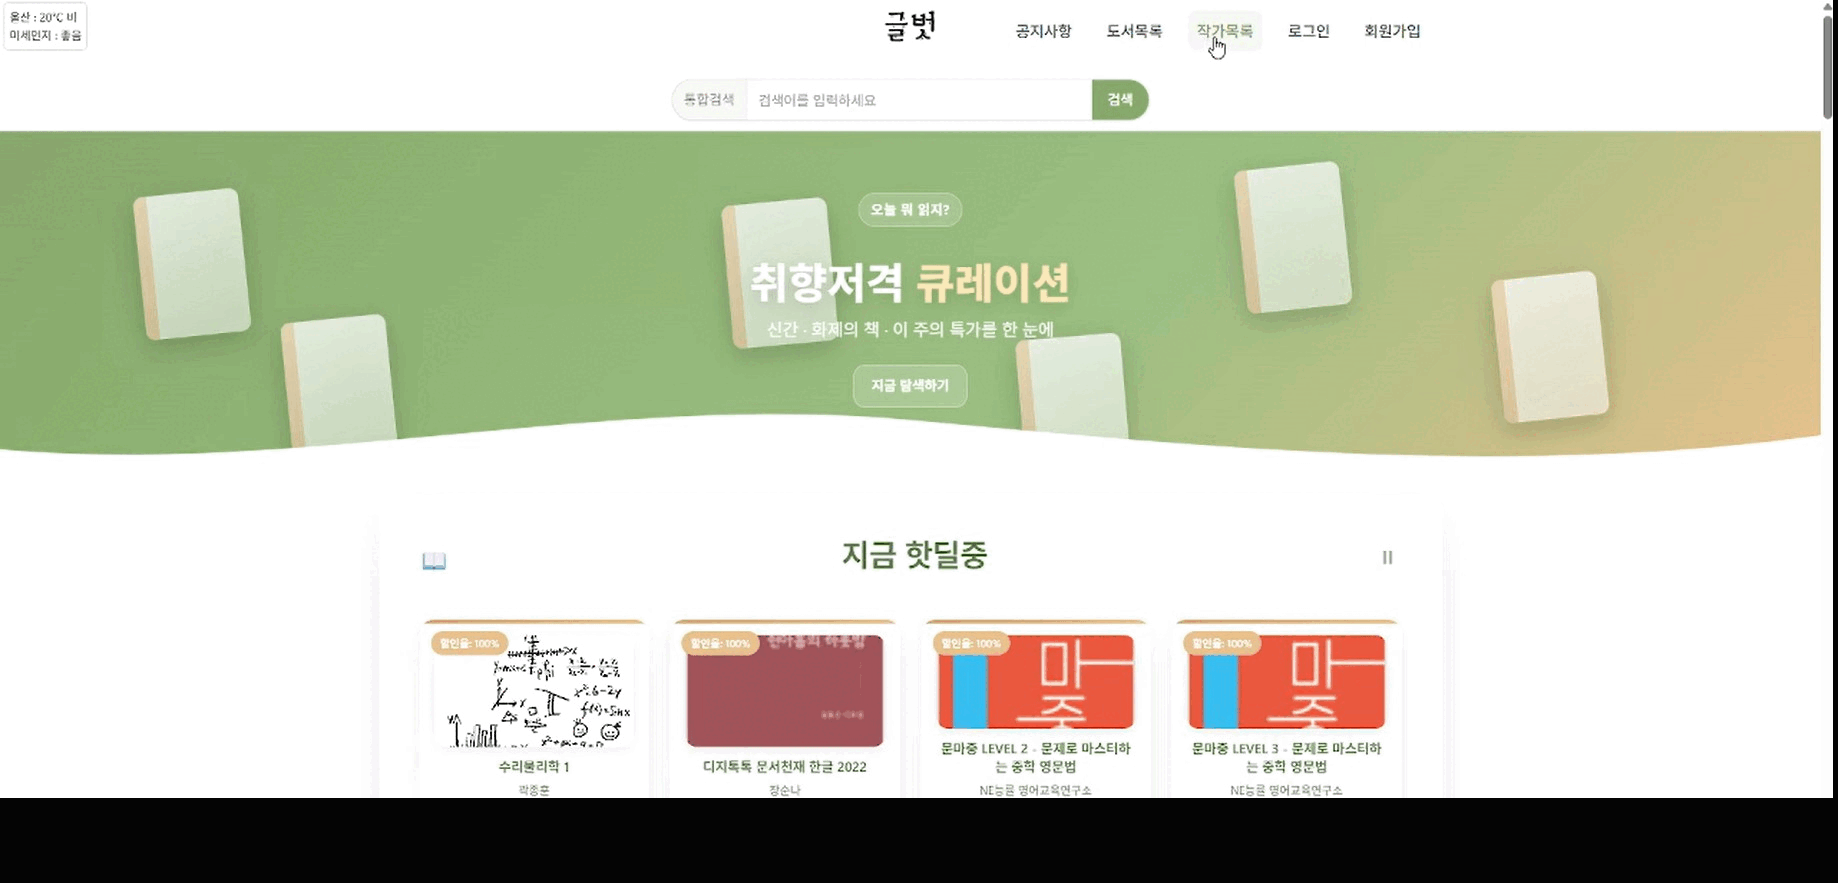 울산 : 20°C 비
미세먼지 : 좋음
글벗
공지사항 도서목록 작가목록 로그인 회원가입
통합검색 검색어를 입력하세요 검색
오늘 뭐 읽지?
취향저격 큐레이션
신간 · 화제의 책 · 이 주의 특가를 한 눈에
지금 탐색하기
지금 핫딜중
할인율: 100% 할인율: 100% 할인율: 100% 할인율: 100%
마중 마중
수리물리학 1
곽종훈
디지톡톡 문서천재 한글 2022
장순나
문마중 LEVEL 2 - 문제로 마스터하
는 중학 영문법
NE능률 영어교육연구소
문마중 LEVEL 3 - 문제로 마스터하
는 중학 영문법
NE능률 영어교육연구소